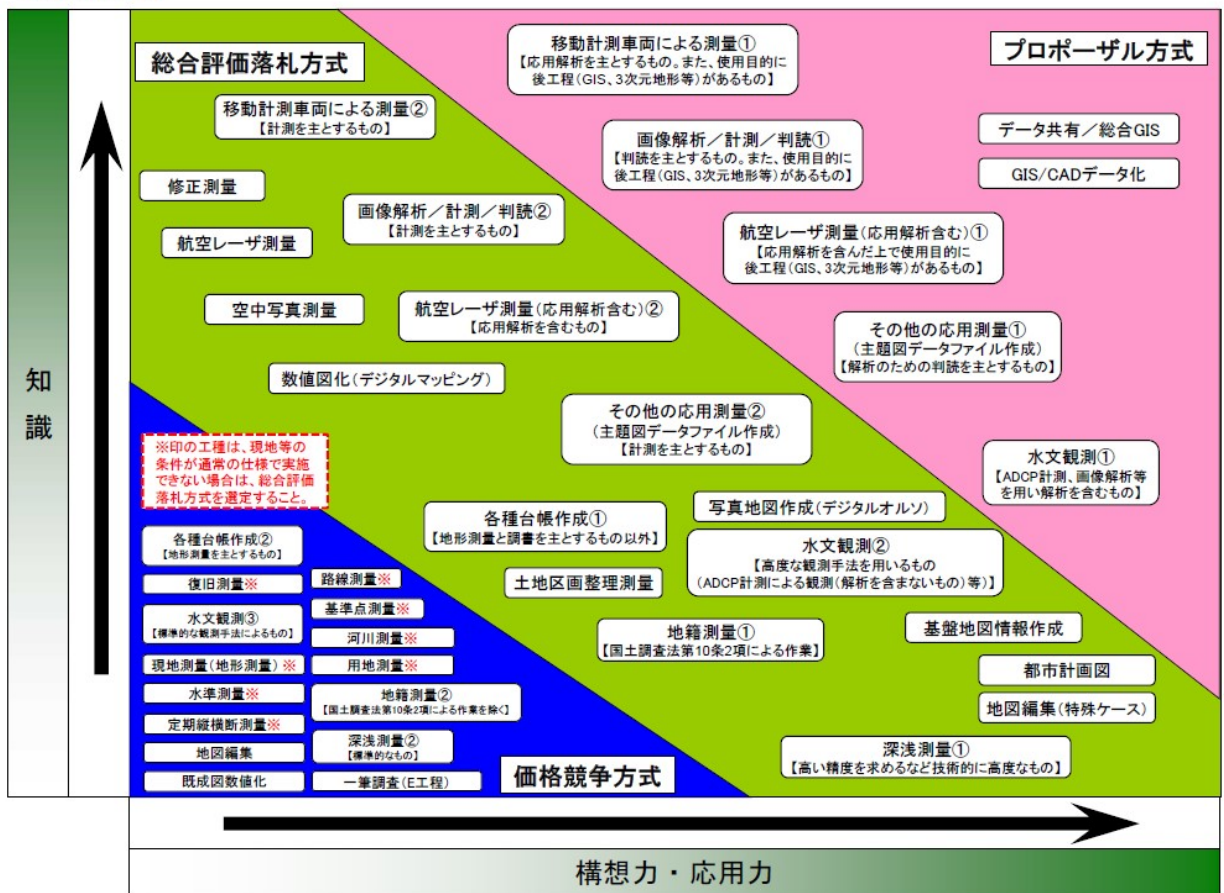 総合評価落札方式
移動計測車両による測量①
【応用解析を主とするもの。また、使用目的に
後工程(GIS、3次元地形等)があるもの】
プロポーザル方式
移動計測車両による測量②
【計測を主とするもの】
画像解析／計測／判読①
【判読を主とするもの。また、使用目的に
後工程(GIS、3次元地形等)があるもの】
データ共有／総合GIS
GIS/CADデータ化
修正測量
画像解析／計測／判読②
【計測を主とするもの】
航空レーザ測量
航空レーザ測量(応用解析含む)①
【応用解析を含んだ上で使用目的に
後工程(GIS、3次元地形等)があるもの】
空中写真測量
航空レーザ測量(応用解析含む)②
【応用解析を含むもの】
その他の応用測量①
(主題図データファイル作成)
【解析のための判読を主とするもの】
数値図化(デジタルマッピング)
その他の応用測量②
(主題図データファイル作成)
【計測を主とするもの】
知
識
※印の工種は、現地等の
条件が通常の仕様で実施
できない場合は、総合評価
落札方式を選定すること。
水文観測①
【ADCP計測、画像解析等
を用い解析を含むもの】
各種台帳作成①
【地形測量と調書を主とするもの以外】
写真地図作成(デジタルオルソ)
水文観測②
【高度な観測手法を用いるもの
(ADCP計測による観測(解析を含まないもの)等)】
土地区画整理測量
地籍測量①
【国土調査法第10条2項による作業】
基盤地図情報作成
都市計画図
地図編集(特殊ケース)
深浅測量①
【高い精度を求めるなど技術的に高度なもの】
各種台帳作成②
【地形測量を主とするもの】
復旧測量※
水文観測③
【標準的な観測手法によるもの】
現地測量(地形測量)※
水準測量※
定期縦横断測量※
地図編集
既成図数値化
路線測量※
基準点測量※
河川測量※
用地測量※
地籍測量②
【国土調査法第10条2項による作業を除く】
深浅測量②
【標準的なもの】
一筆調査(E工程)
価格競争方式
構想力・応用力